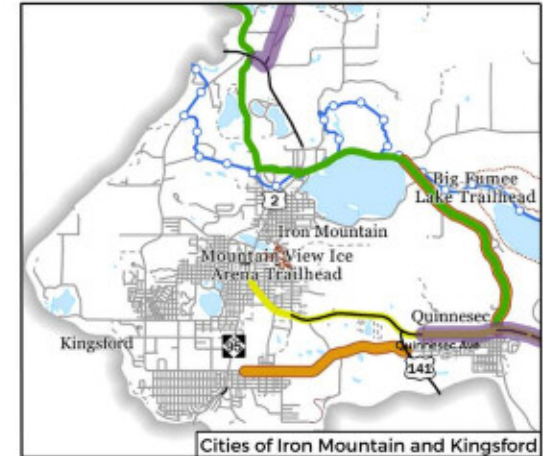 Big Fumee
Lake Trailhead
2
Iron Mountain
Mountain View Ice
Arena Trailhead
Quinnesec
Kingsford
95
Quinnesec Ave
141
Cities of Iron Mountain and Kingsford